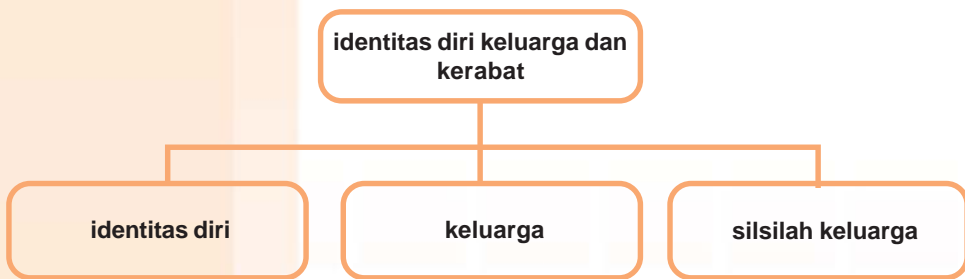 identitas diri keluarga dan
kerabat
identitas diri
keluarga
silsilah keluarga